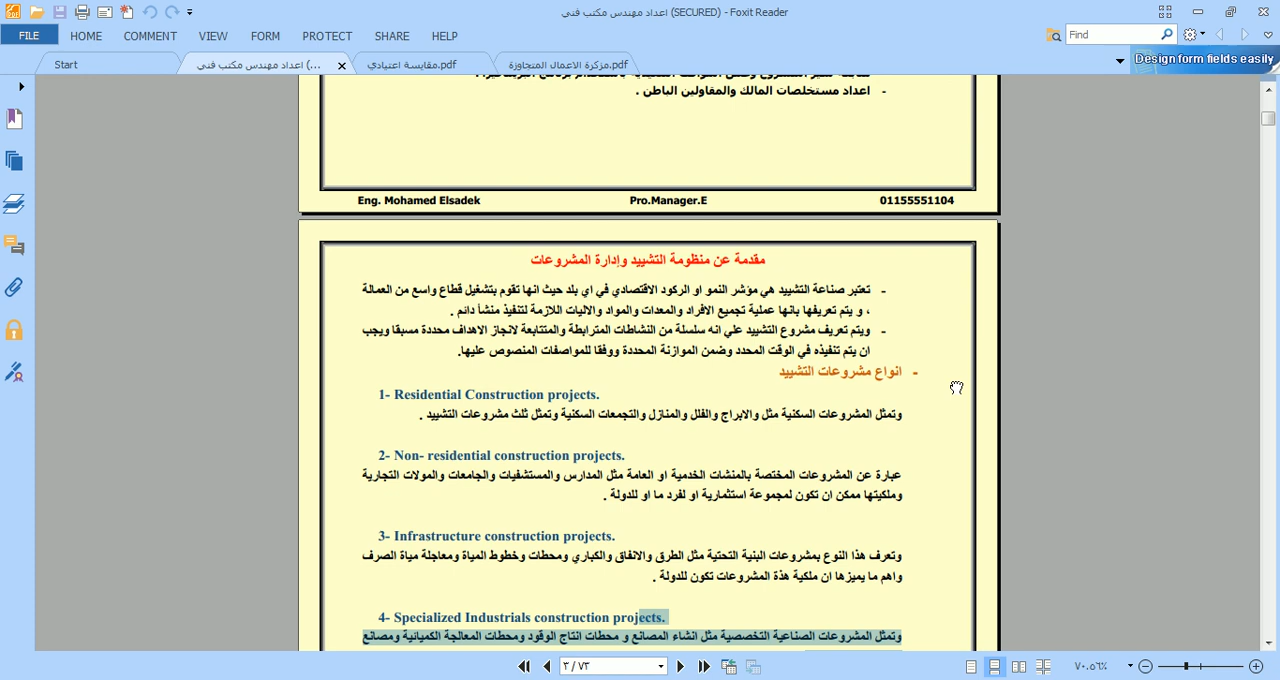 اعداد مهندس مكتب فني (SECURED) - Foxit Reader
FILE HOME COMMENT VIEW FORM PROTECT SHARE HELP
Find
Start
اعداد مهندس مكتب فني (...
مقايسة اعتيادي.pdf
مزكرة الاعمال المتجاوزة.pdf
Design form fields easily
- اعداد مستخلصات المالك والمقاولين الباطن .
Eng. Mohamed Elsadek Pro.Manager.E 01155551104
مقدمة عن منظومة التشييد وإدارة المشروعات
- تعتبر صناعة التشييد هي مؤشر النمو او الركود الاقتصادي في اي بلد حيث انها تقوم بتشغيل قطاع واسع من العمالة
، و يتم تعريفها بانها عملية تجميع الافراد والمعدات والمواد والاليات اللازمة لتنفيذ منشأ دائم .
- ويتم تعريف مشروع التشييد علي انه سلسلة من النشاطات المترابطة والمتتابعة لانجاز الاهداف محددة مسبقا ويجب
ان يتم تنفيذه في الوقت المحدد وضمن الموازنة المحددة ووفقا للمواصفات المنصوص عليها.
- انواع مشروعات التشييد
1- Residential Construction projects.
وتمثل المشروعات السكنية مثل والابراج والفلل والمنازل والتجمعات السكنية وتمثل ثلث مشروعات التشييد .
2- Non- residential construction projects.
عبارة عن المشروعات المختصة بالمنشات الخدمية او العامة مثل المدارس والمستشفيات والجامعات والمولات التجارية
وملكيتها ممكن ان تكون لمجموعة استثمارية او لفرد ما او للدولة .
3- Infrastructure construction projects.
وتعرف هذا النوع بمشروعات البنية التحتية مثل الطرق والانفاق والكباري ومحطات وخطوط المياة ومعاجلة مياة الصرف
واهم ما يميزها ان ملكية هذة المشروعات تكون للدولة .
4- Specialized Industrials construction projects.
وتمثل المشروعات الصناعية التخصصية مثل انشاء المصانع و محطات انتاج الوقود ومحطات المعالجة الكميائية ومصانع
٣ / ٧٣
٧٠.٥٦%